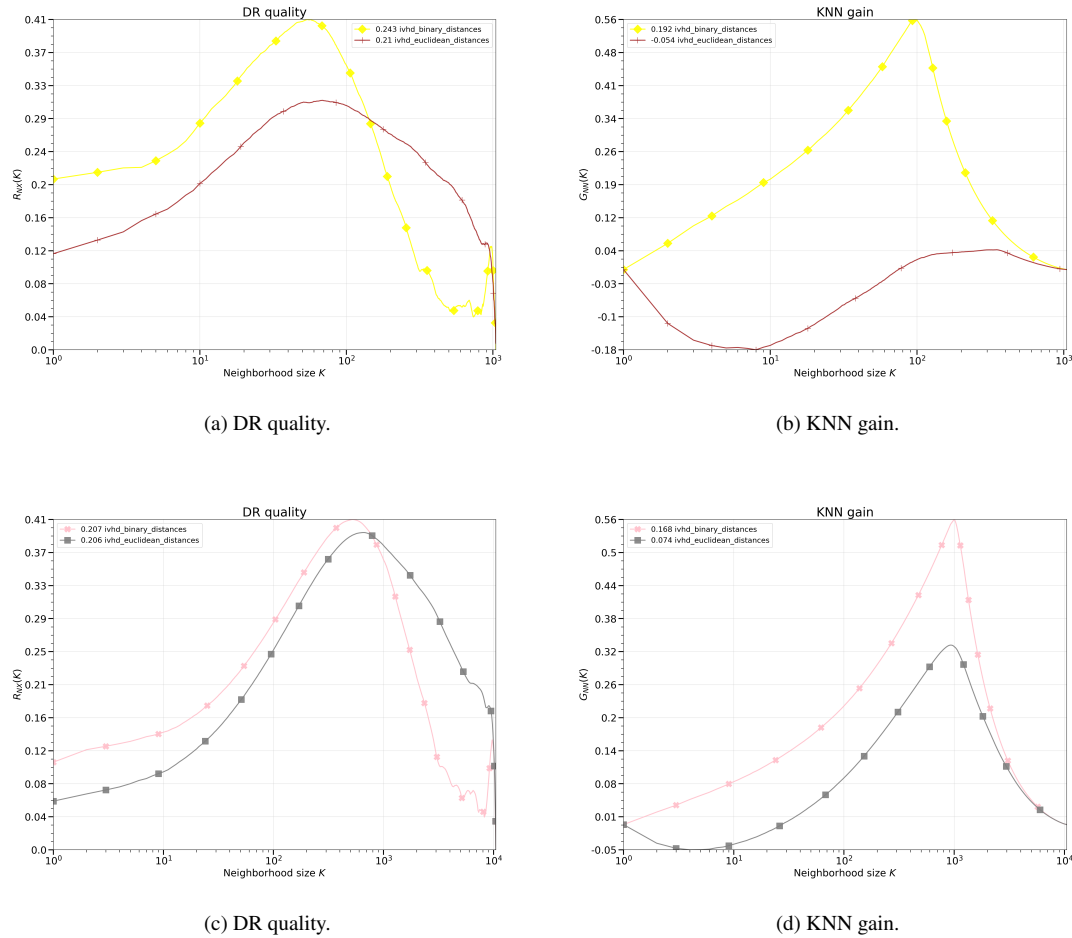 DR quality
0.243 ivhd_binary_distances
0.21 ivhd_euclidean_distances
0.41
0.37
0.33
0.29
0.24
0.2
0.16
0.12
0.08
0.04
0.0
R_NX(K)
10^0
10^1
10^2
10^3
Neighborhood size K
(a) DR quality.
KNN gain
0.192 ivhd_binary_distances
-0.054 ivhd_euclidean_distances
0.56
0.48
0.41
0.34
0.26
0.19
0.12
0.04
-0.03
-0.1
-0.18
G_NN(K)
10^0
10^1
10^2
10^3
Neighborhood size K
(b) KNN gain.
DR quality
0.207 ivhd_binary_distances
0.206 ivhd_euclidean_distances
0.41
0.37
0.33
0.29
0.25
0.21
0.16
0.12
0.08
0.04
0.0
R_NX(K)
10^0
10^1
10^2
10^3
10^4
Neighborhood size K
(c) DR quality.
KNN gain
0.168 ivhd_binary_distances
0.074 ivhd_euclidean_distances
0.56
0.5
0.44
0.38
0.32
0.26
0.2
0.14
0.08
0.01
-0.05
G_NN(K)
10^0
10^1
10^2
10^3
10^4
Neighborhood size K
(d) KNN gain.